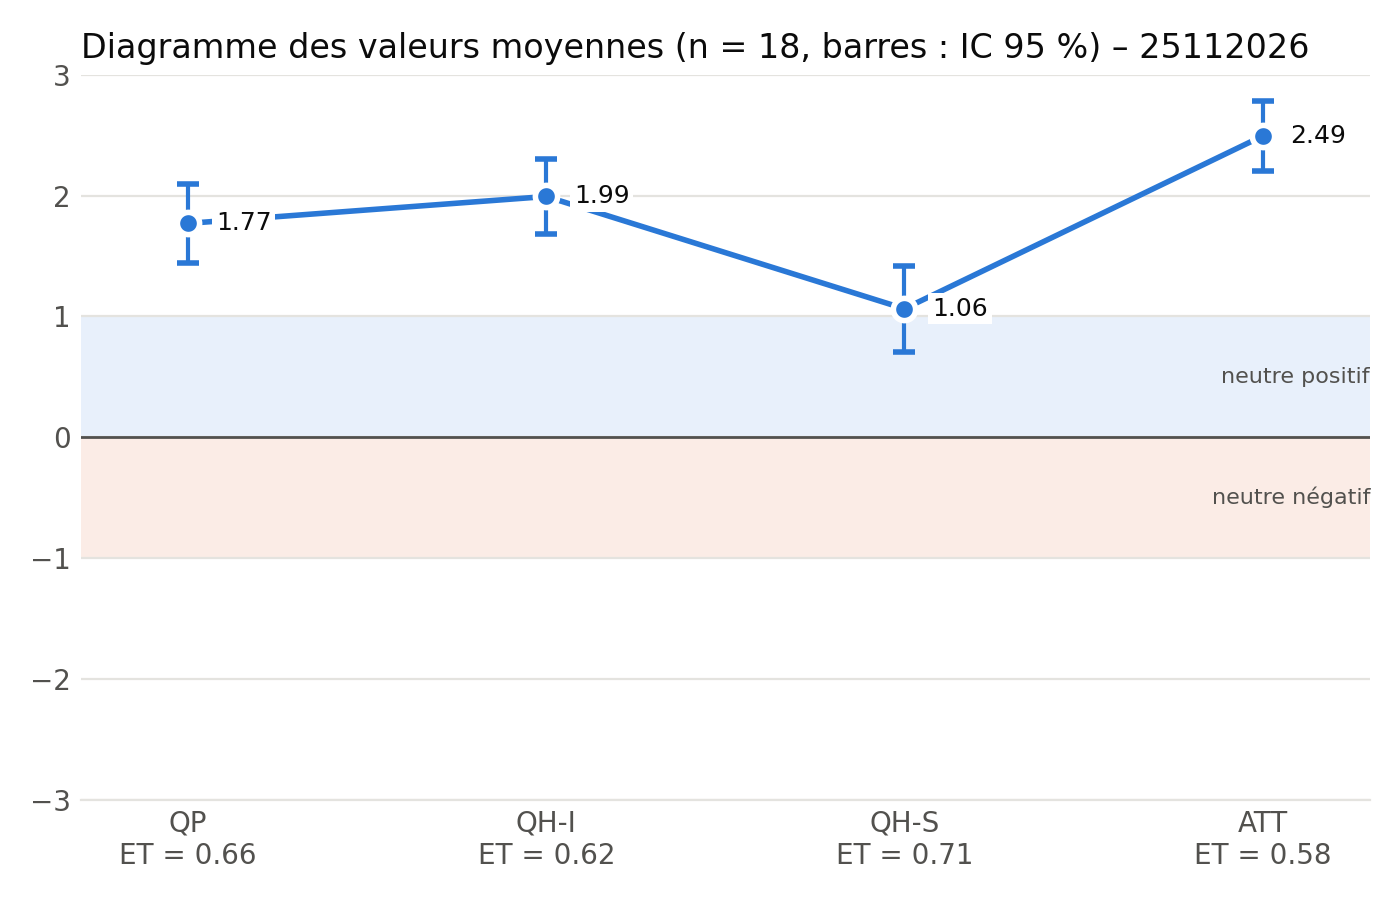 Diagramme des valeurs moyennes (n = 18, barres : IC 95 %) – 25112026
3
2
1
0
−1
−2
−3
1.77
1.99
1.06
2.49
neutre positif
neutre négatif
QP
ET = 0.66
QH-I
ET = 0.62
QH-S
ET = 0.71
ATT
ET = 0.58